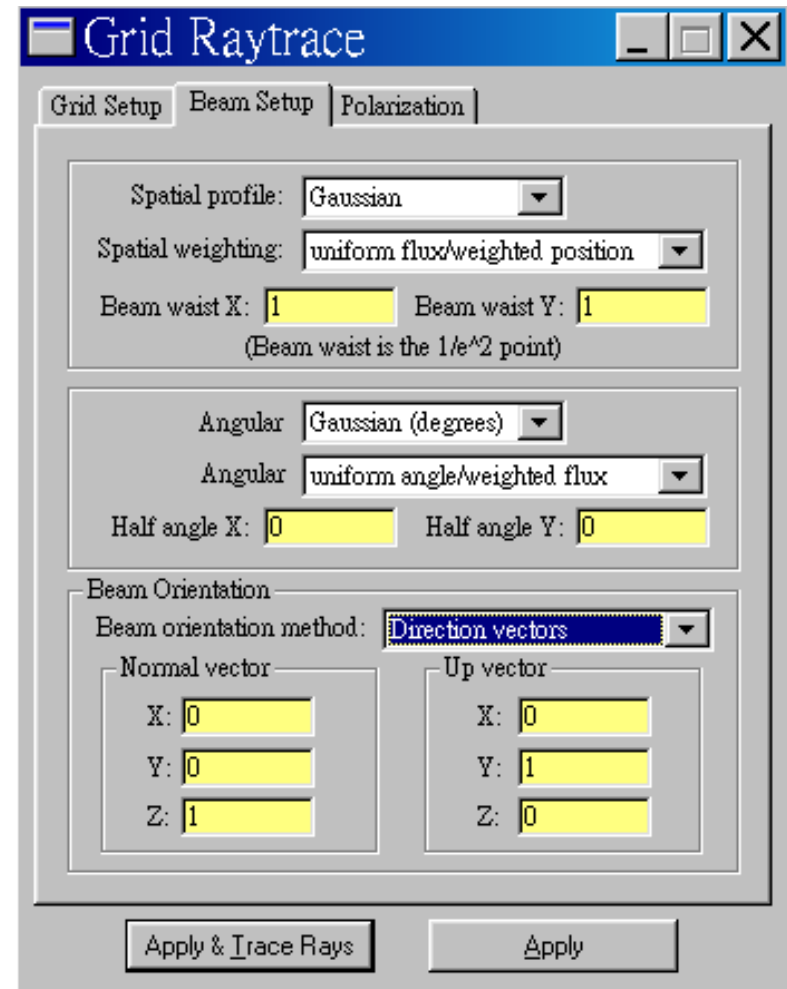 Grid Raytrace
Grid Setup Beam Setup Polarization
Spatial profile: Gaussian
Spatial weighting: uniform flux/weighted position
Beam waist X: 1 Beam waist Y: 1
(Beam waist is the 1/e^2 point)
Angular Gaussian (degrees)
Angular uniform angle/weighted flux
Half angle X: 0 Half angle Y: 0
Beam Orientation
Beam orientation method: Direction vectors
Normal vector Up vector
X: 0 X: 0
Y: 0 Y: 1
Z: 1 Z: 0
Apply & Trace Rays Apply